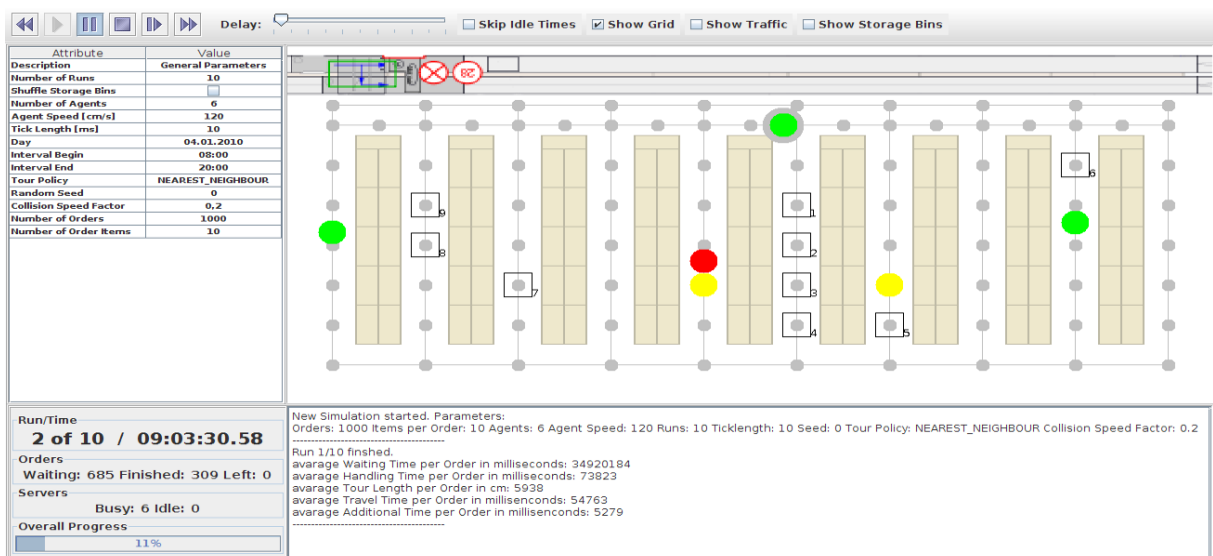 Delay: Skip Idle Times Show Grid Show Traffic Show Storage Bins
Attribute Value
Description General Parameters
Number of Runs 10
Shuffle Storage Bins
Number of Agents 6
Agent Speed [cm/s] 120
Tick Length [ms] 10
Day 04.01.2010
Interval Begin 08:00
Interval End 20:00
Tour Policy NEAREST_NEIGHBOUR
Random Seed 0
Collision Speed Factor 0,2
Number of Orders 1000
Number of Order Items 10
28
6
9
1
8
2
7
3
4
5
Run/Time
2 of 10 / 09:03:30.58
Orders
Waiting: 685 Finished: 309 Left: 0
Servers
Busy: 6 Idle: 0
Overall Progress
11%
New Simulation started. Parameters:
Orders: 1000 Items per Order: 10 Agents: 6 Agent Speed: 120 Runs: 10 Ticklength: 10 Seed: 0 Tour Policy: NEAREST_NEIGHBOUR Collision Speed Factor: 0.2
----------------------------------------
Run 1/10 finshed.
avarage Waiting Time per Order in milliseconds: 34920184
avarage Handling Time per Order in milliseconds: 73823
avarage Tour Length per Order in cm: 5938
avarage Travel Time per Order in millisenconds: 54763
avarage Additional Time per Order in millisenconds: 5279
----------------------------------------